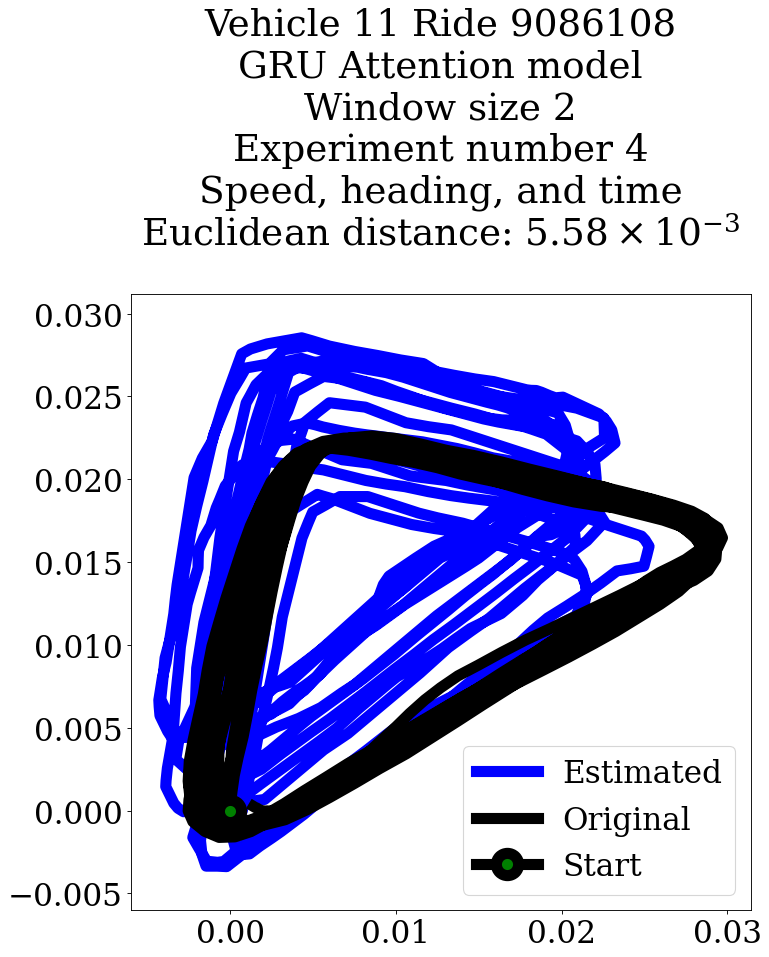 Vehicle 11 Ride 9086108
GRU Attention model
Window size 2
Experiment number 4
Speed, heading, and time
Euclidean distance: 5.58 × 10⁻³
0.030
0.025
0.020
0.015
0.010
0.005
0.000
−0.005
Estimated
Original
Start
0.00 0.01 0.02 0.03